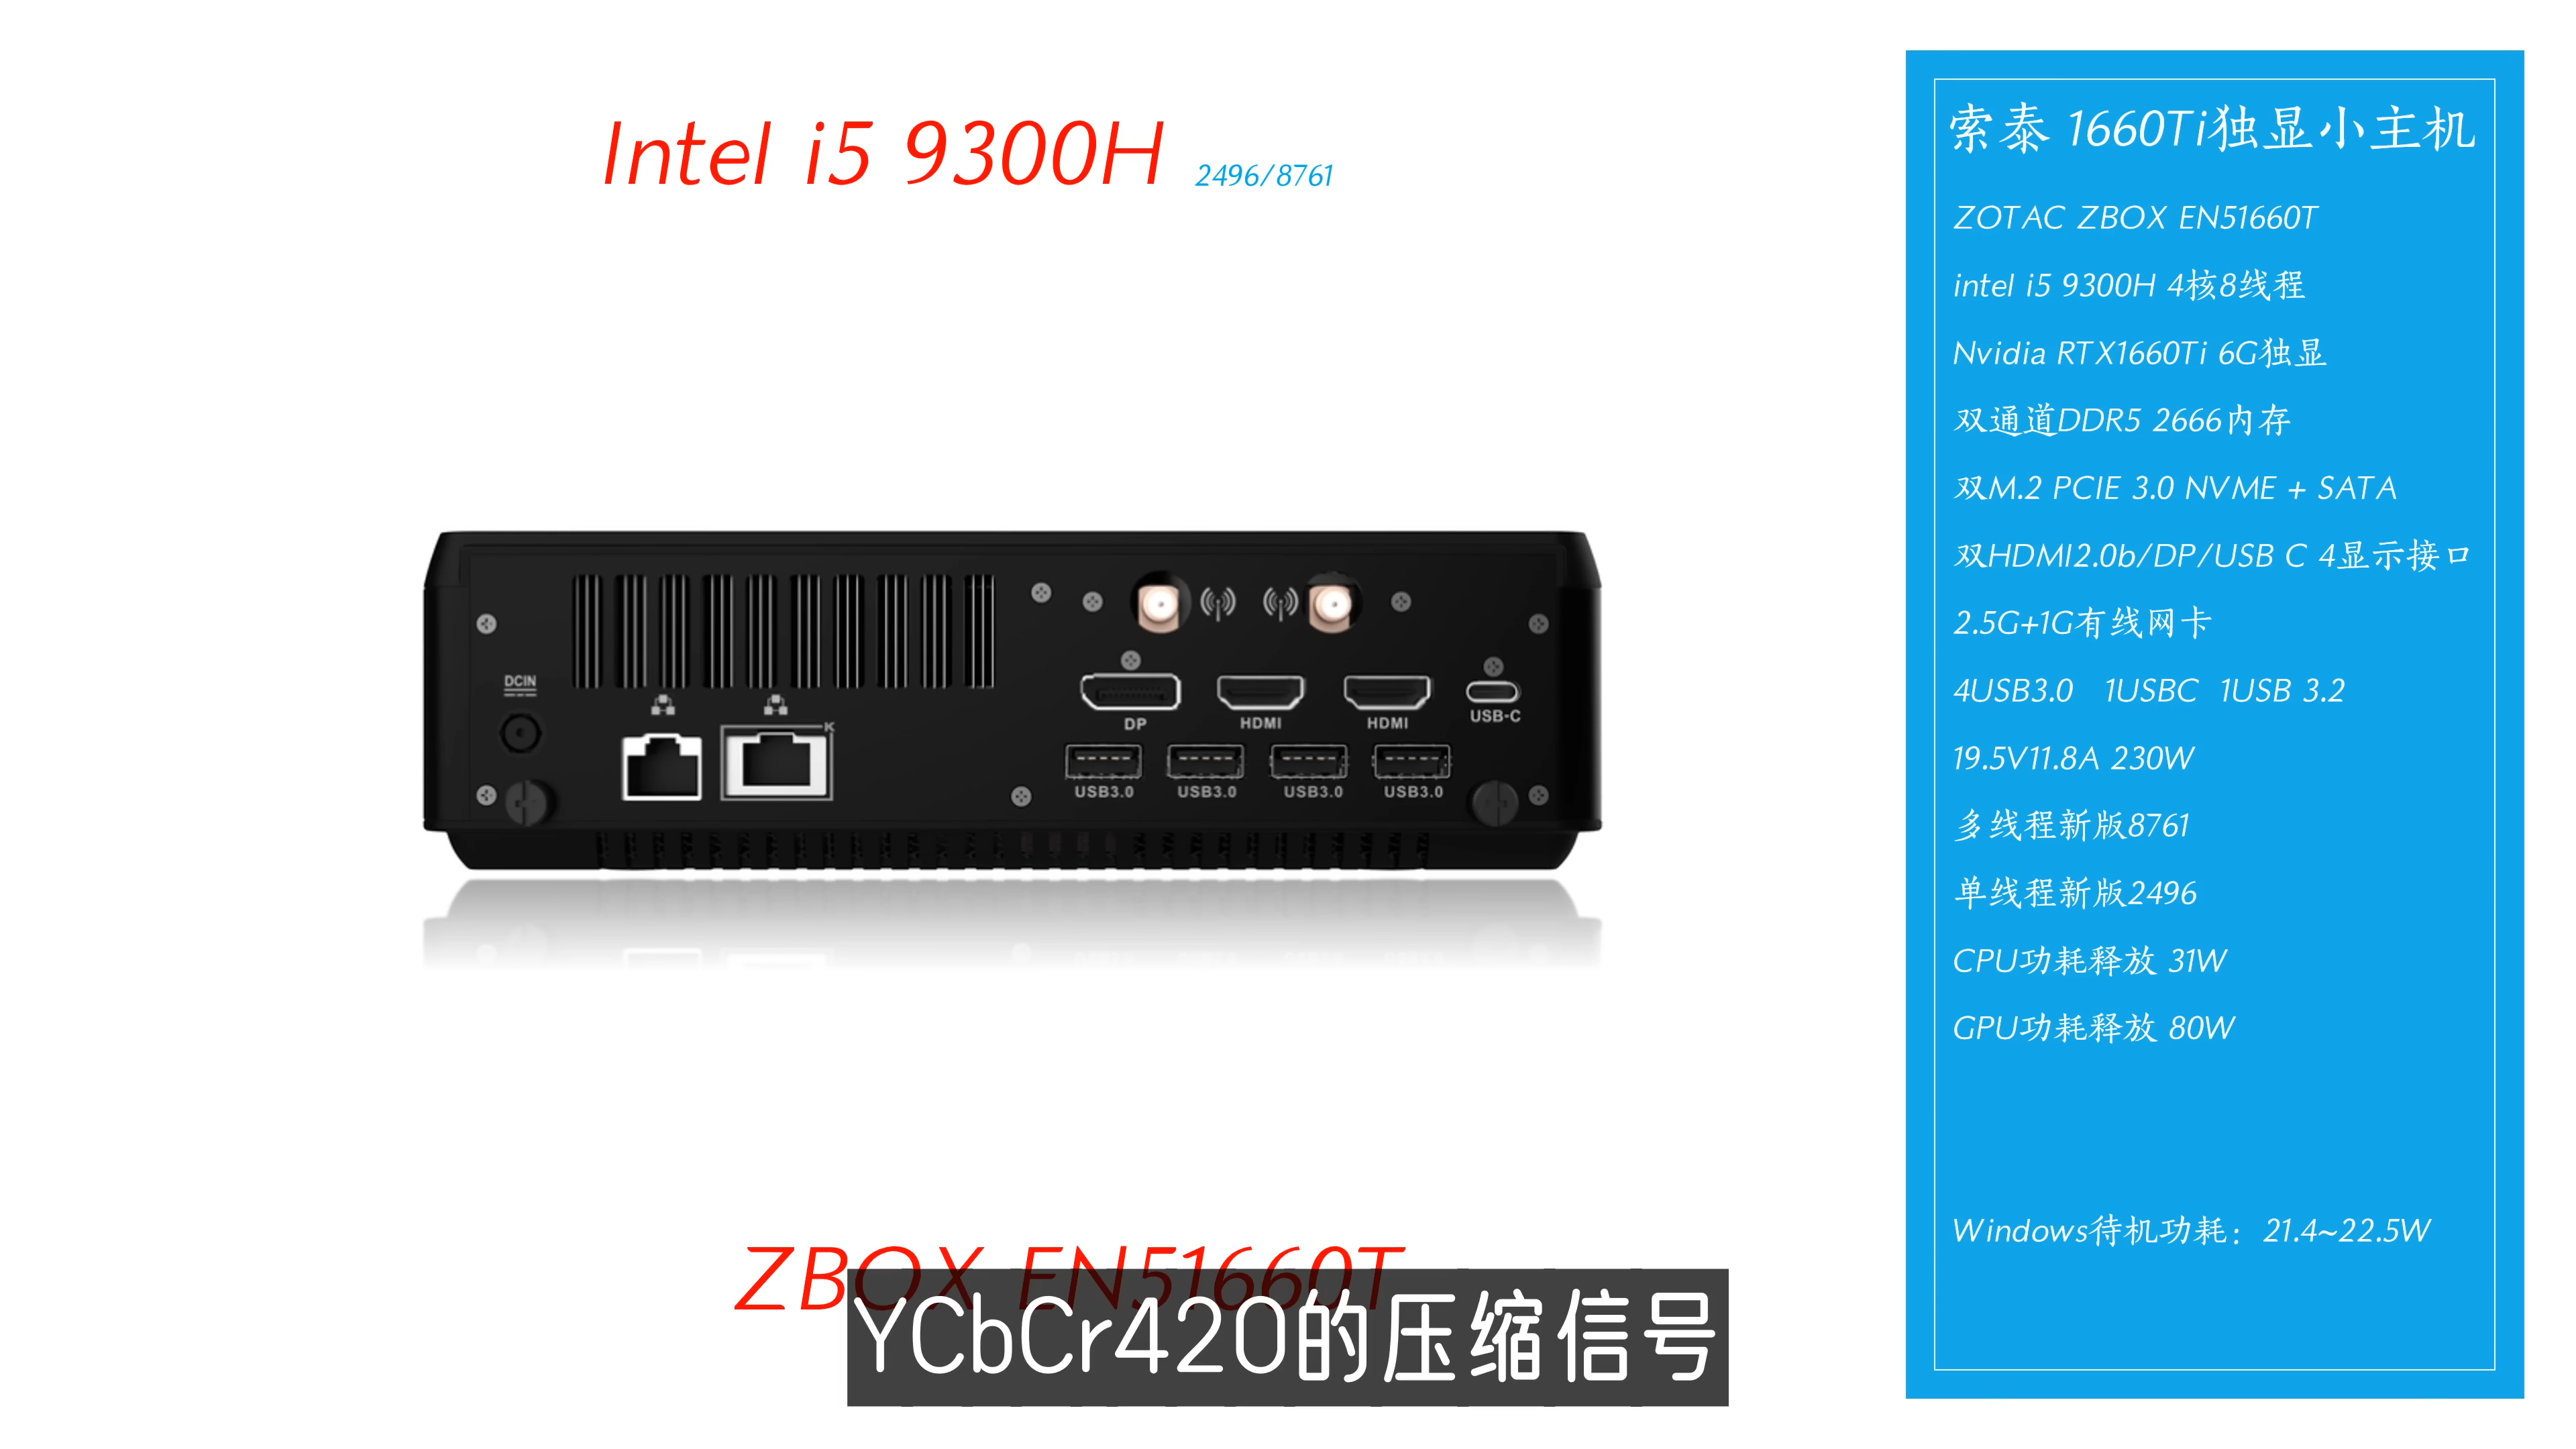 Intel i5 9300H 2496/8761
DCIN
K
DP
HDMI
HDMI
USB-C
USB3.0
USB3.0
USB3.0
USB3.0
ZBOX EN51660T
YCbCr420的压缩信号
索泰 1660Ti独显小主机
ZOTAC ZBOX EN51660T
intel i5 9300H 4核8线程
Nvidia RTX1660Ti 6G独显
双通道DDR5 2666内存
双M.2 PCIE 3.0 NVME + SATA
双HDMI2.0b/DP/USB C 4显示接口
2.5G+1G有线网卡
4USB3.0 1USBC 1USB 3.2
19.5V11.8A 230W
多线程新版8761
单线程新版2496
CPU功耗释放 31W
GPU功耗释放 80W
Windows待机功耗：21.4~22.5W